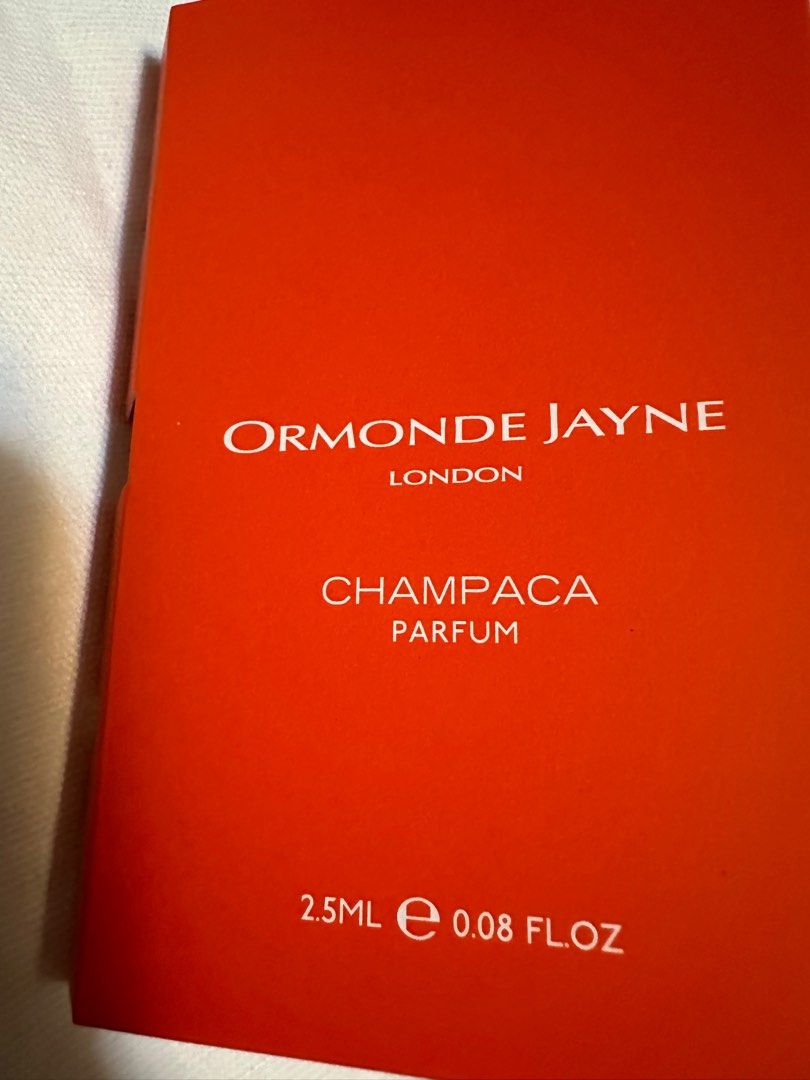 ORMONDE JAYNE
LONDON
CHAMPACA
PARFUM
2.5ML ℮ 0.08 FL.OZ